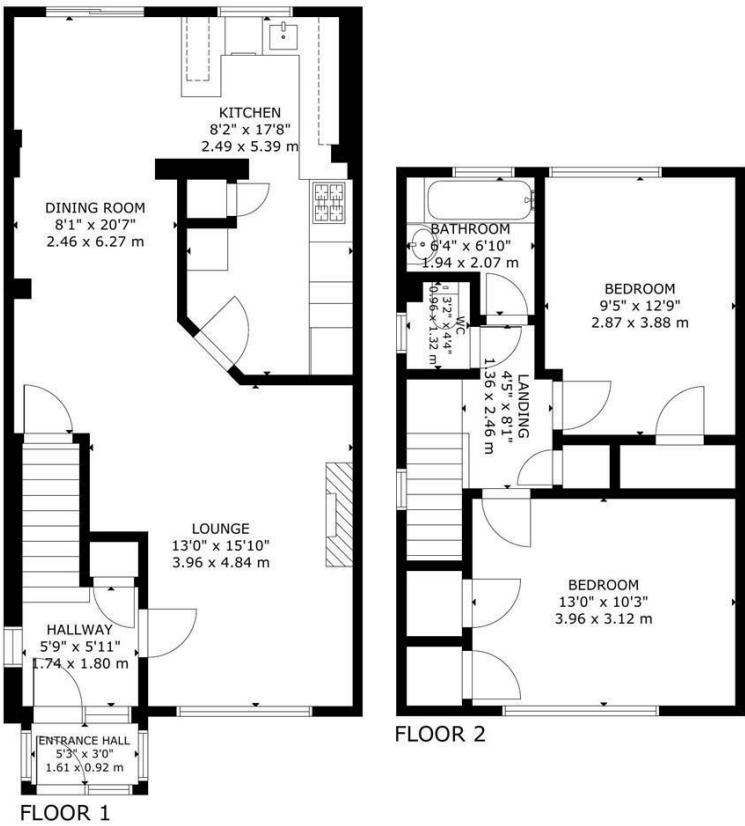 KITCHEN
8'2" x 17'8"
2.49 x 5.39 m
DINING ROOM
8'1" x 20'7"
2.46 x 6.27 m
LOUNGE
13'0" x 15'10"
3.96 x 4.84 m
HALLWAY
5'9" x 5'11"
1.74 x 1.80 m
ENTRANCE HALL
5'3" x 3'0"
1.61 x 0.92 m
FLOOR 1
BATHROOM
6'4" x 6'10"
1.94 x 2.07 m
WC
3'2" x 4'4"
0.96 x 1.32 m
LANDING
4'5" x 8'1"
1.36 x 2.46 m
BEDROOM
9'5" x 12'9"
2.87 x 3.88 m
BEDROOM
13'0" x 10'3"
3.96 x 3.12 m
FLOOR 2